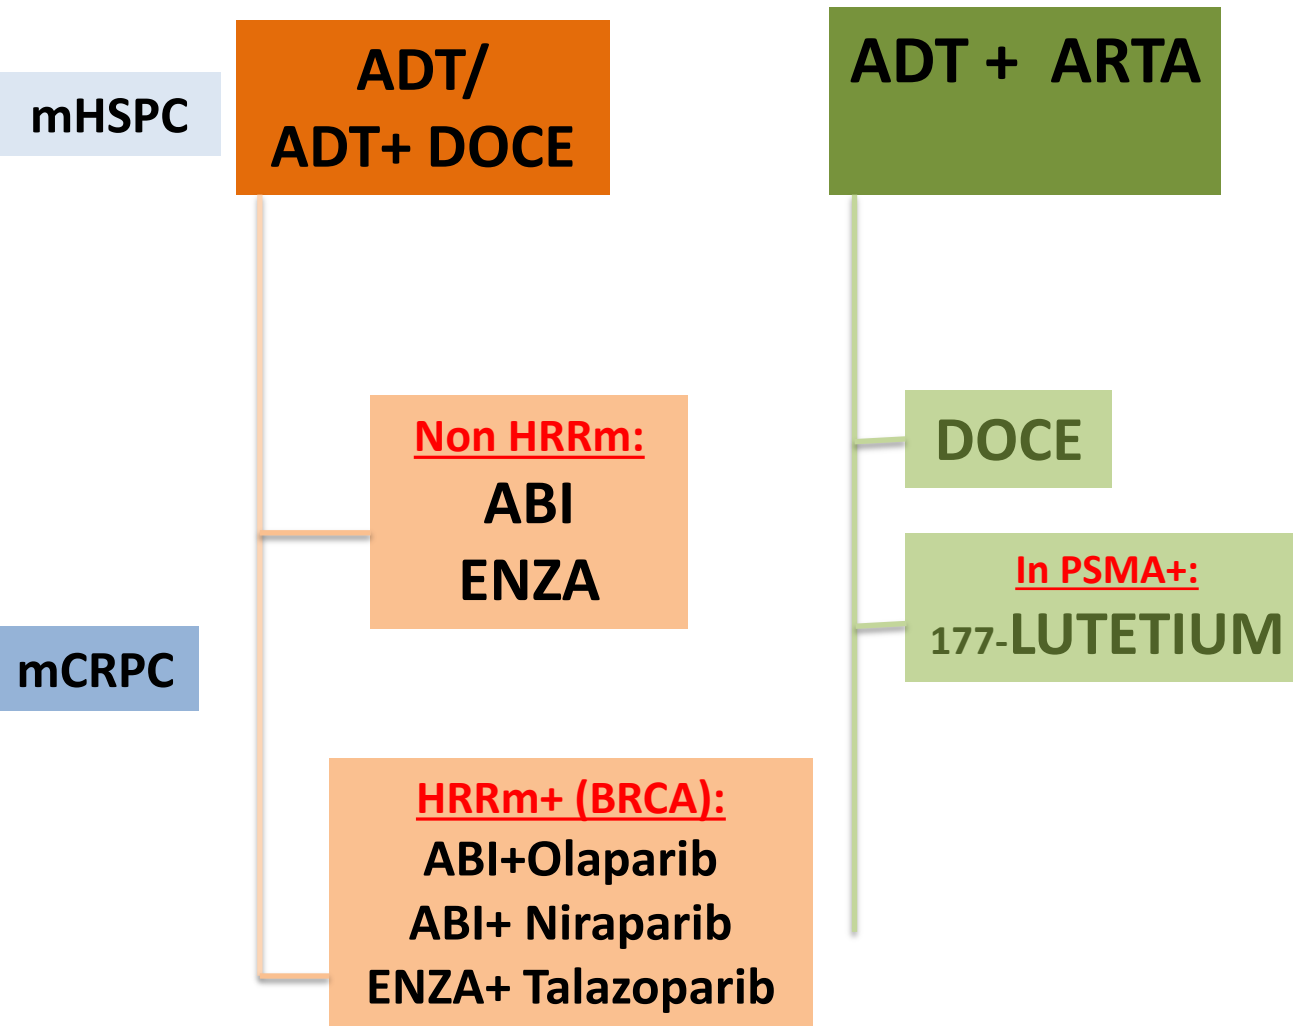 mHSPC
ADT/
ADT+ DOCE
ADT + ARTA
Non HRRm:
ABI
ENZA
DOCE
In PSMA+:
177-LUTETIUM
mCRPC
HRRm+ (BRCA):
ABI+Olaparib
ABI+ Niraparib
ENZA+ Talazoparib